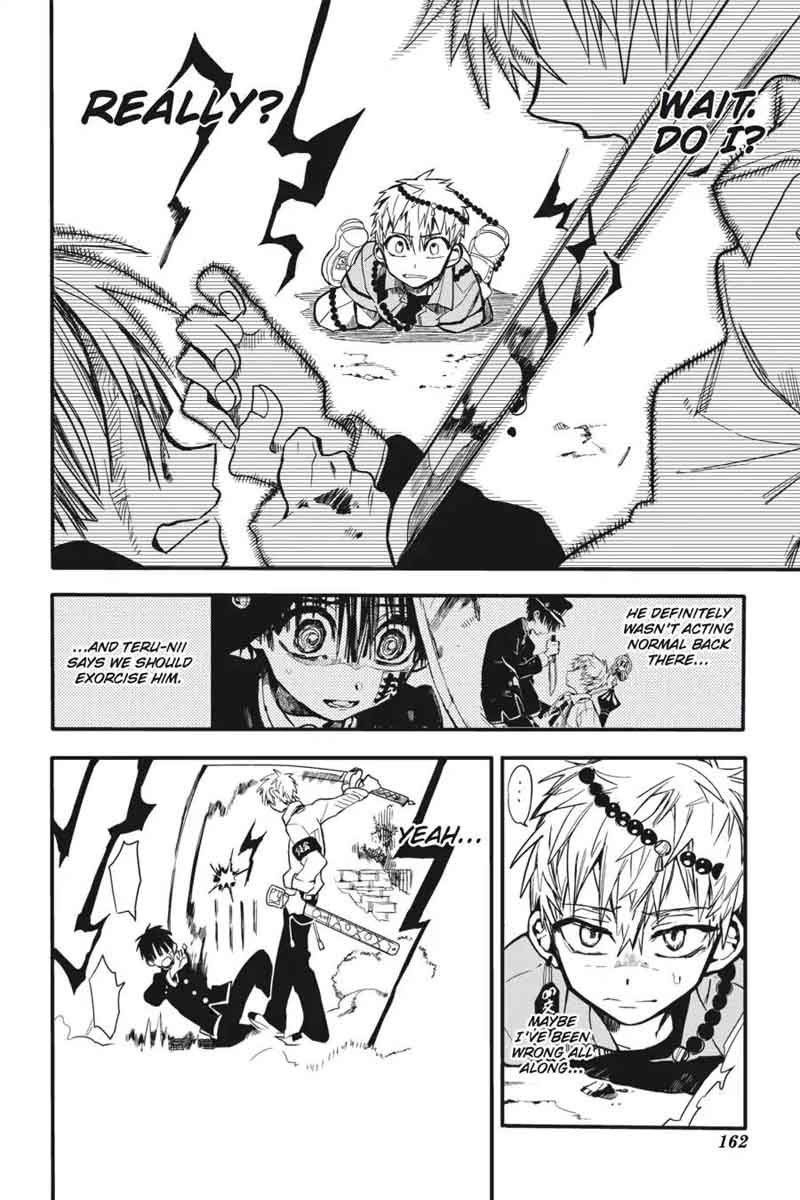 WAIT.
DO I?
REALLY?
HE DEFINITELY
WASN'T ACTING
NORMAL BACK
THERE...
...AND TERU-NII
SAYS WE SHOULD
EXORCISE HIM.
封
...
MAYBE
I'VE BEEN
WRONG ALL
ALONG...
YEAH...
162